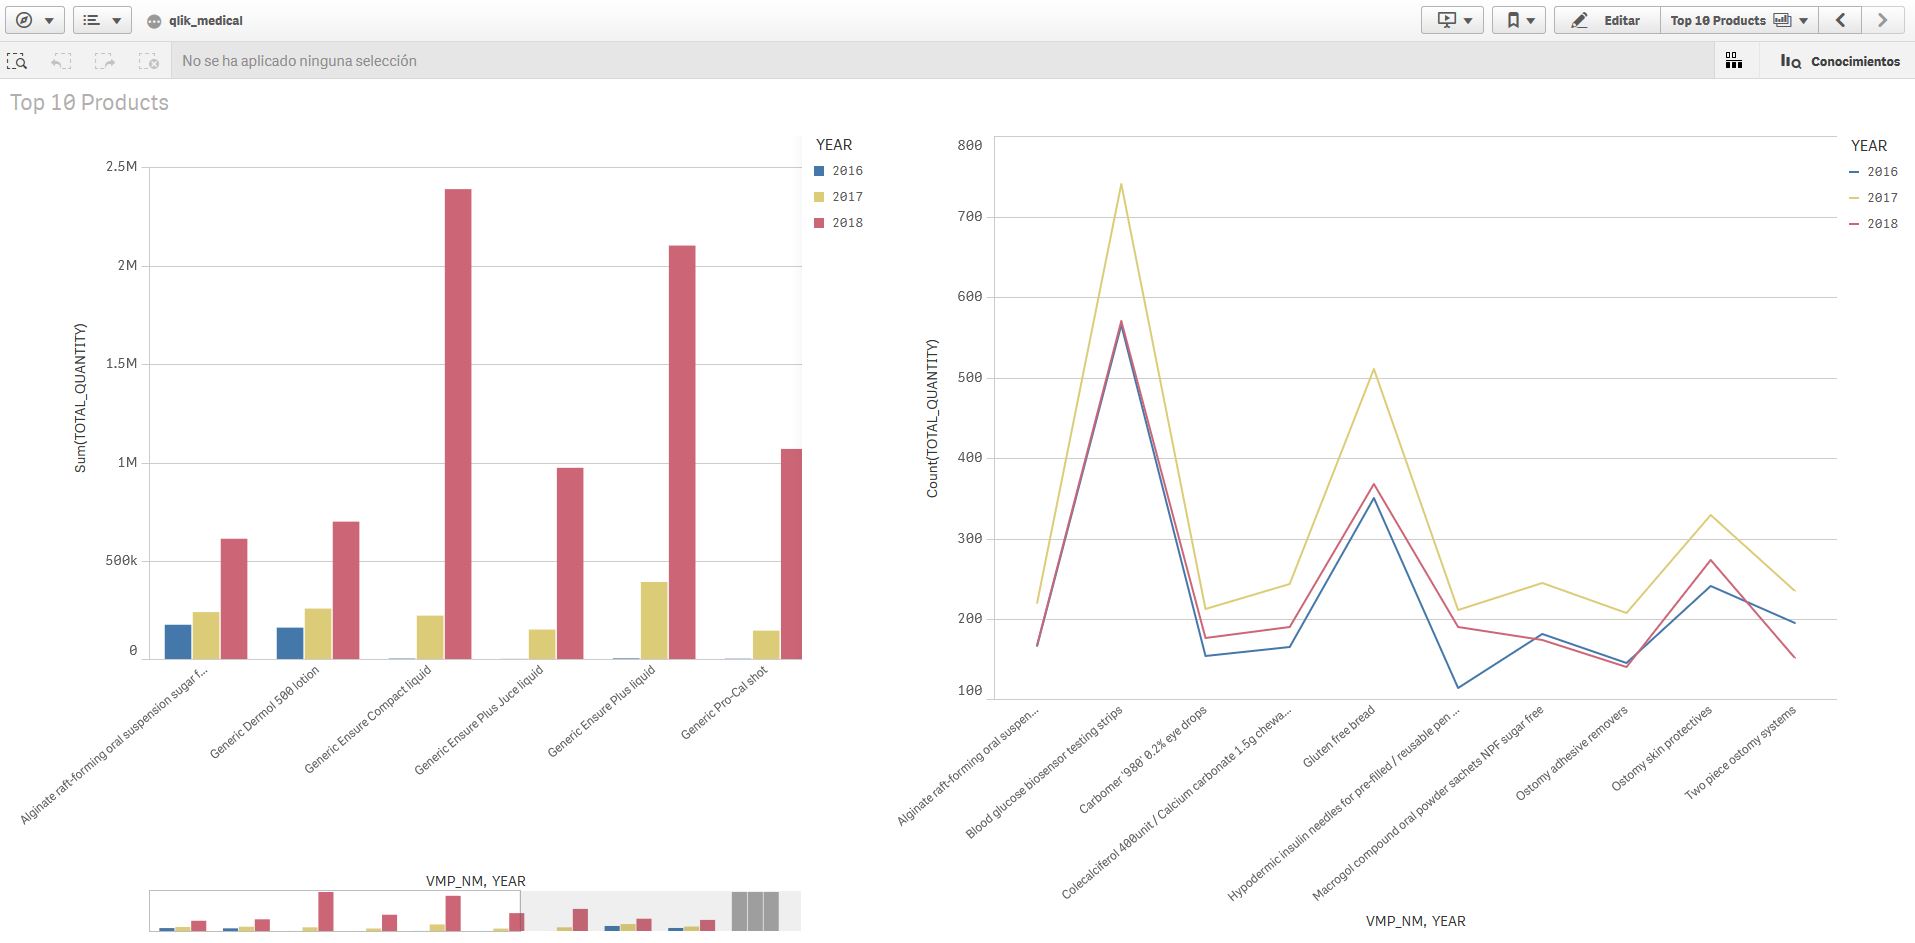 qlik_medical
Editar
Top 10 Products
No se ha aplicado ninguna selección
Conocimientos
Top 10 Products
YEAR
2016
2017
2018
2.5M
2M
1.5M
1M
500k
0
Sum(TOTAL_QUANTITY)
Alginate raft-forming oral suspension sugar f...
Generic Dermol 500 lotion
Generic Ensure Compact liquid
Generic Ensure Plus Juce liquid
Generic Ensure Plus liquid
Generic Pro-Cal shot
VMP_NM, YEAR
YEAR
2016
2017
2018
800
700
600
500
400
300
200
100
Count(TOTAL_QUANTITY)
Alginate raft-forming oral suspen...
Blood glucose biosensor testing strips
Carbomer '980' 0.2% eye drops
Colecalciferol 400unit / Calcium carbonate 1.5g chewa...
Gluten free bread
Hypodermic insulin needles for pre-filled / reusable pen ...
Macrogol compound oral powder sachets NPF sugar free
Ostomy adhesive removers
Ostomy skin protectives
Two piece ostomy systems
VMP_NM, YEAR